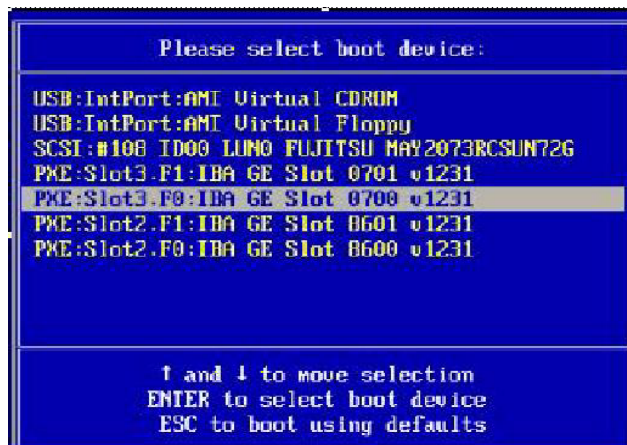 Please select boot device:
USB:IntPort:AMI Virtual CDROM
USB:IntPort:AMI Virtual Floppy
SCSI:#108 ID00 LUN0 FUJITSU MAY2073RCSUN72G
PXE:Slot3.F1:IBA GE Slot 0701 v1231
PXE:Slot3.F0:IBA GE Slot 0700 v1231
PXE:Slot2.F1:IBA GE Slot 8601 v1231
PXE:Slot2.F0:IBA GE Slot 8600 v1231
↑ and ↓ to move selection
ENTER to select boot device
ESC to boot using defaults